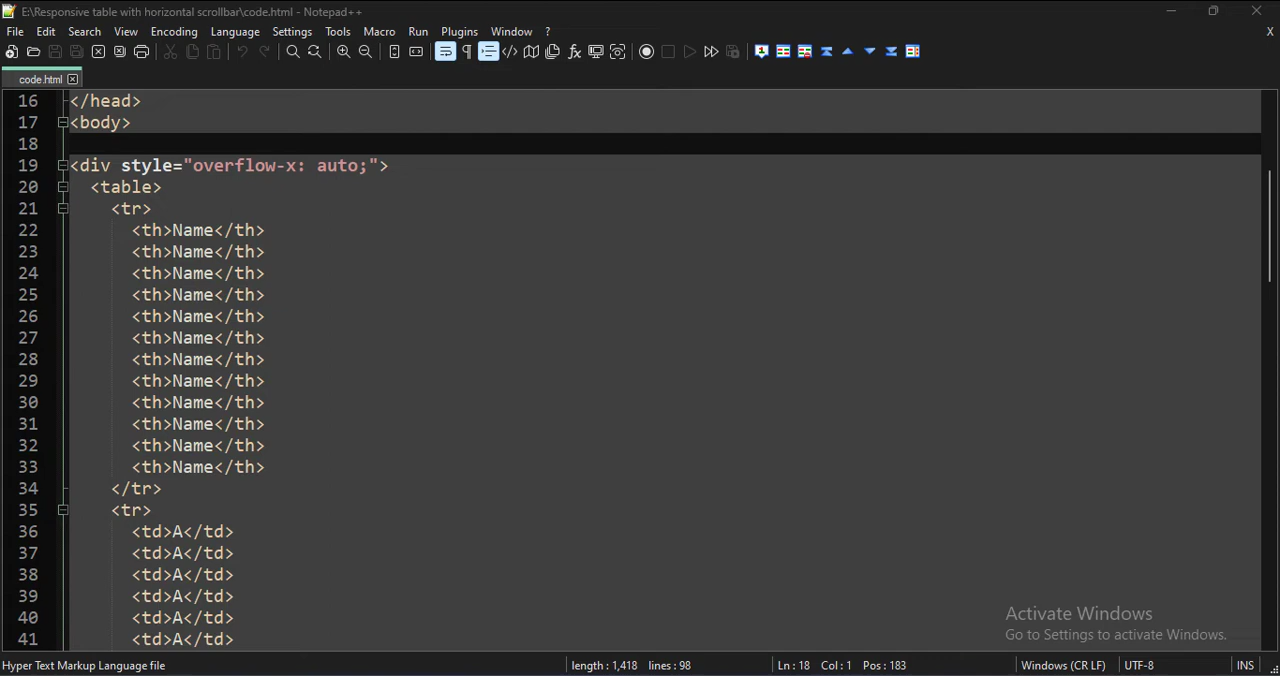 E:\Responsive table with horizontal scrollbar\code.html - Notepad++
File Edit Search View Encoding Language Settings Tools Macro Run Plugins Window ? X
code.html
16 </head>
17 <body>
18
19 <div style="overflow-x: auto;">
20 <table>
21 <tr>
22 <th>Name</th>
23 <th>Name</th>
24 <th>Name</th>
25 <th>Name</th>
26 <th>Name</th>
27 <th>Name</th>
28 <th>Name</th>
29 <th>Name</th>
30 <th>Name</th>
31 <th>Name</th>
32 <th>Name</th>
33 <th>Name</th>
34 </tr>
35 <tr>
36 <td>A</td>
37 <td>A</td>
38 <td>A</td>
39 <td>A</td>
40 <td>A</td>
41 <td>A</td>
Activate Windows
Go to Settings to activate Windows.
Hyper Text Markup Language file length : 1,418 lines : 98 Ln : 18 Col : 1 Pos : 183 Windows (CR LF) UTF-8 INS